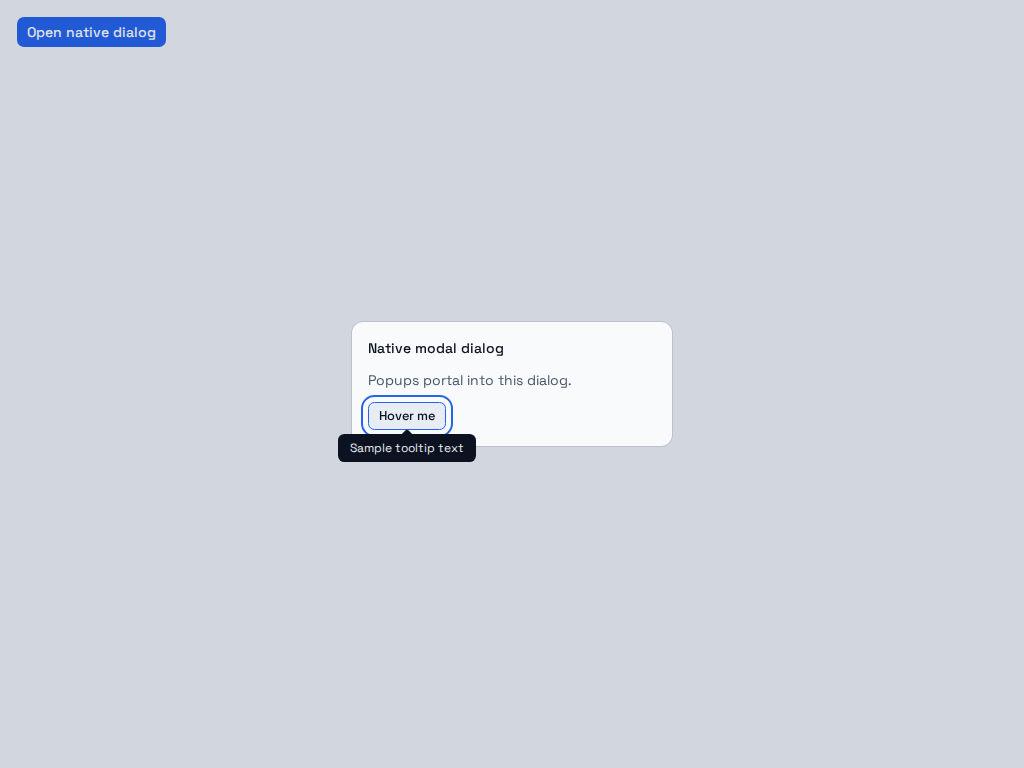 Open native dialog
Native modal dialog
Popups portal into this dialog.
Hover me
Sample tooltip text